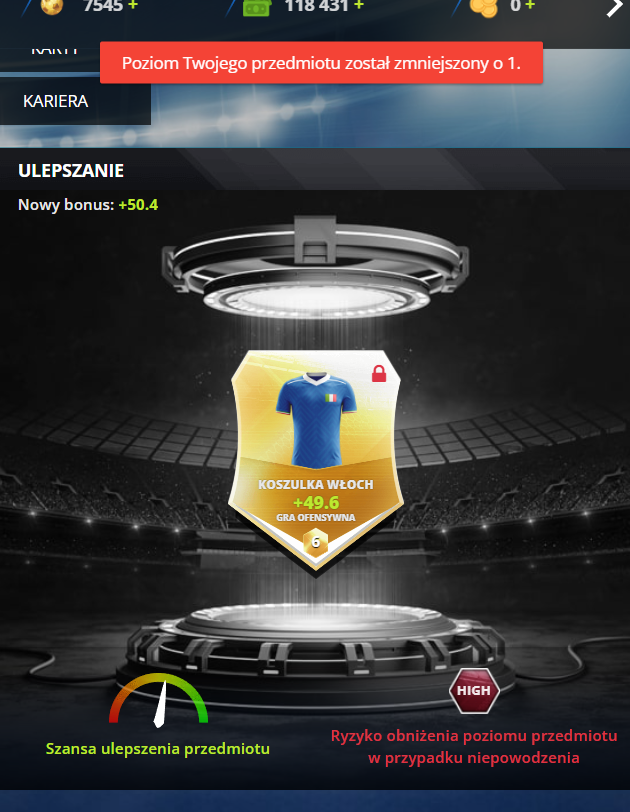 7545 +
118 431 +
0 +
KARTY
Poziom Twojego przedmiotu został zmniejszony o 1.
KARIERA
ULEPSZANIE
Nowy bonus: +50.4
KOSZULKA WŁOCH
+49.6
GRA OFENSYWNA
6
HIGH
Szansa ulepszenia przedmiotu
Ryzyko obniżenia poziomu przedmiotu
w przypadku niepowodzenia